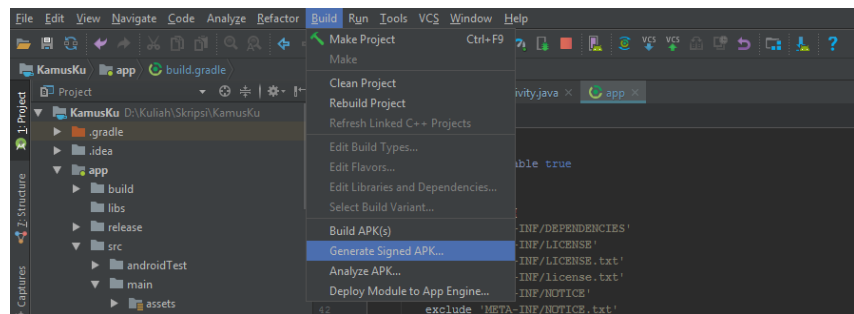 File Edit View Navigate Code Analyze Refactor Build Run Tools VCS Window Help
VCS VCS ?
KamusKu app build.gradle
Project
ivity.java × app ×
1: Project
7: Structure
Captures
KamusKu D:\Kuliah\Skripsi\KamusKu
.gradle
.idea
app
build
libs
release
src
androidTest
main
assets
Make Project Ctrl+F9
Make
Clean Project
Rebuild Project
Refresh Linked C++ Projects
Edit Build Types...
Edit Flavors...
Edit Libraries and Dependencies...
Select Build Variant...
Build APK(s)
Generate Signed APK...
Analyze APK...
Deploy Module to App Engine...
able true
-INF/DEPENDENCIES'
-INF/LICENSE'
-INF/LICENSE.txt'
-INF/license.txt'
-INF/NOTICE'
42 exclude 'META-INF/NOTICE.txt'